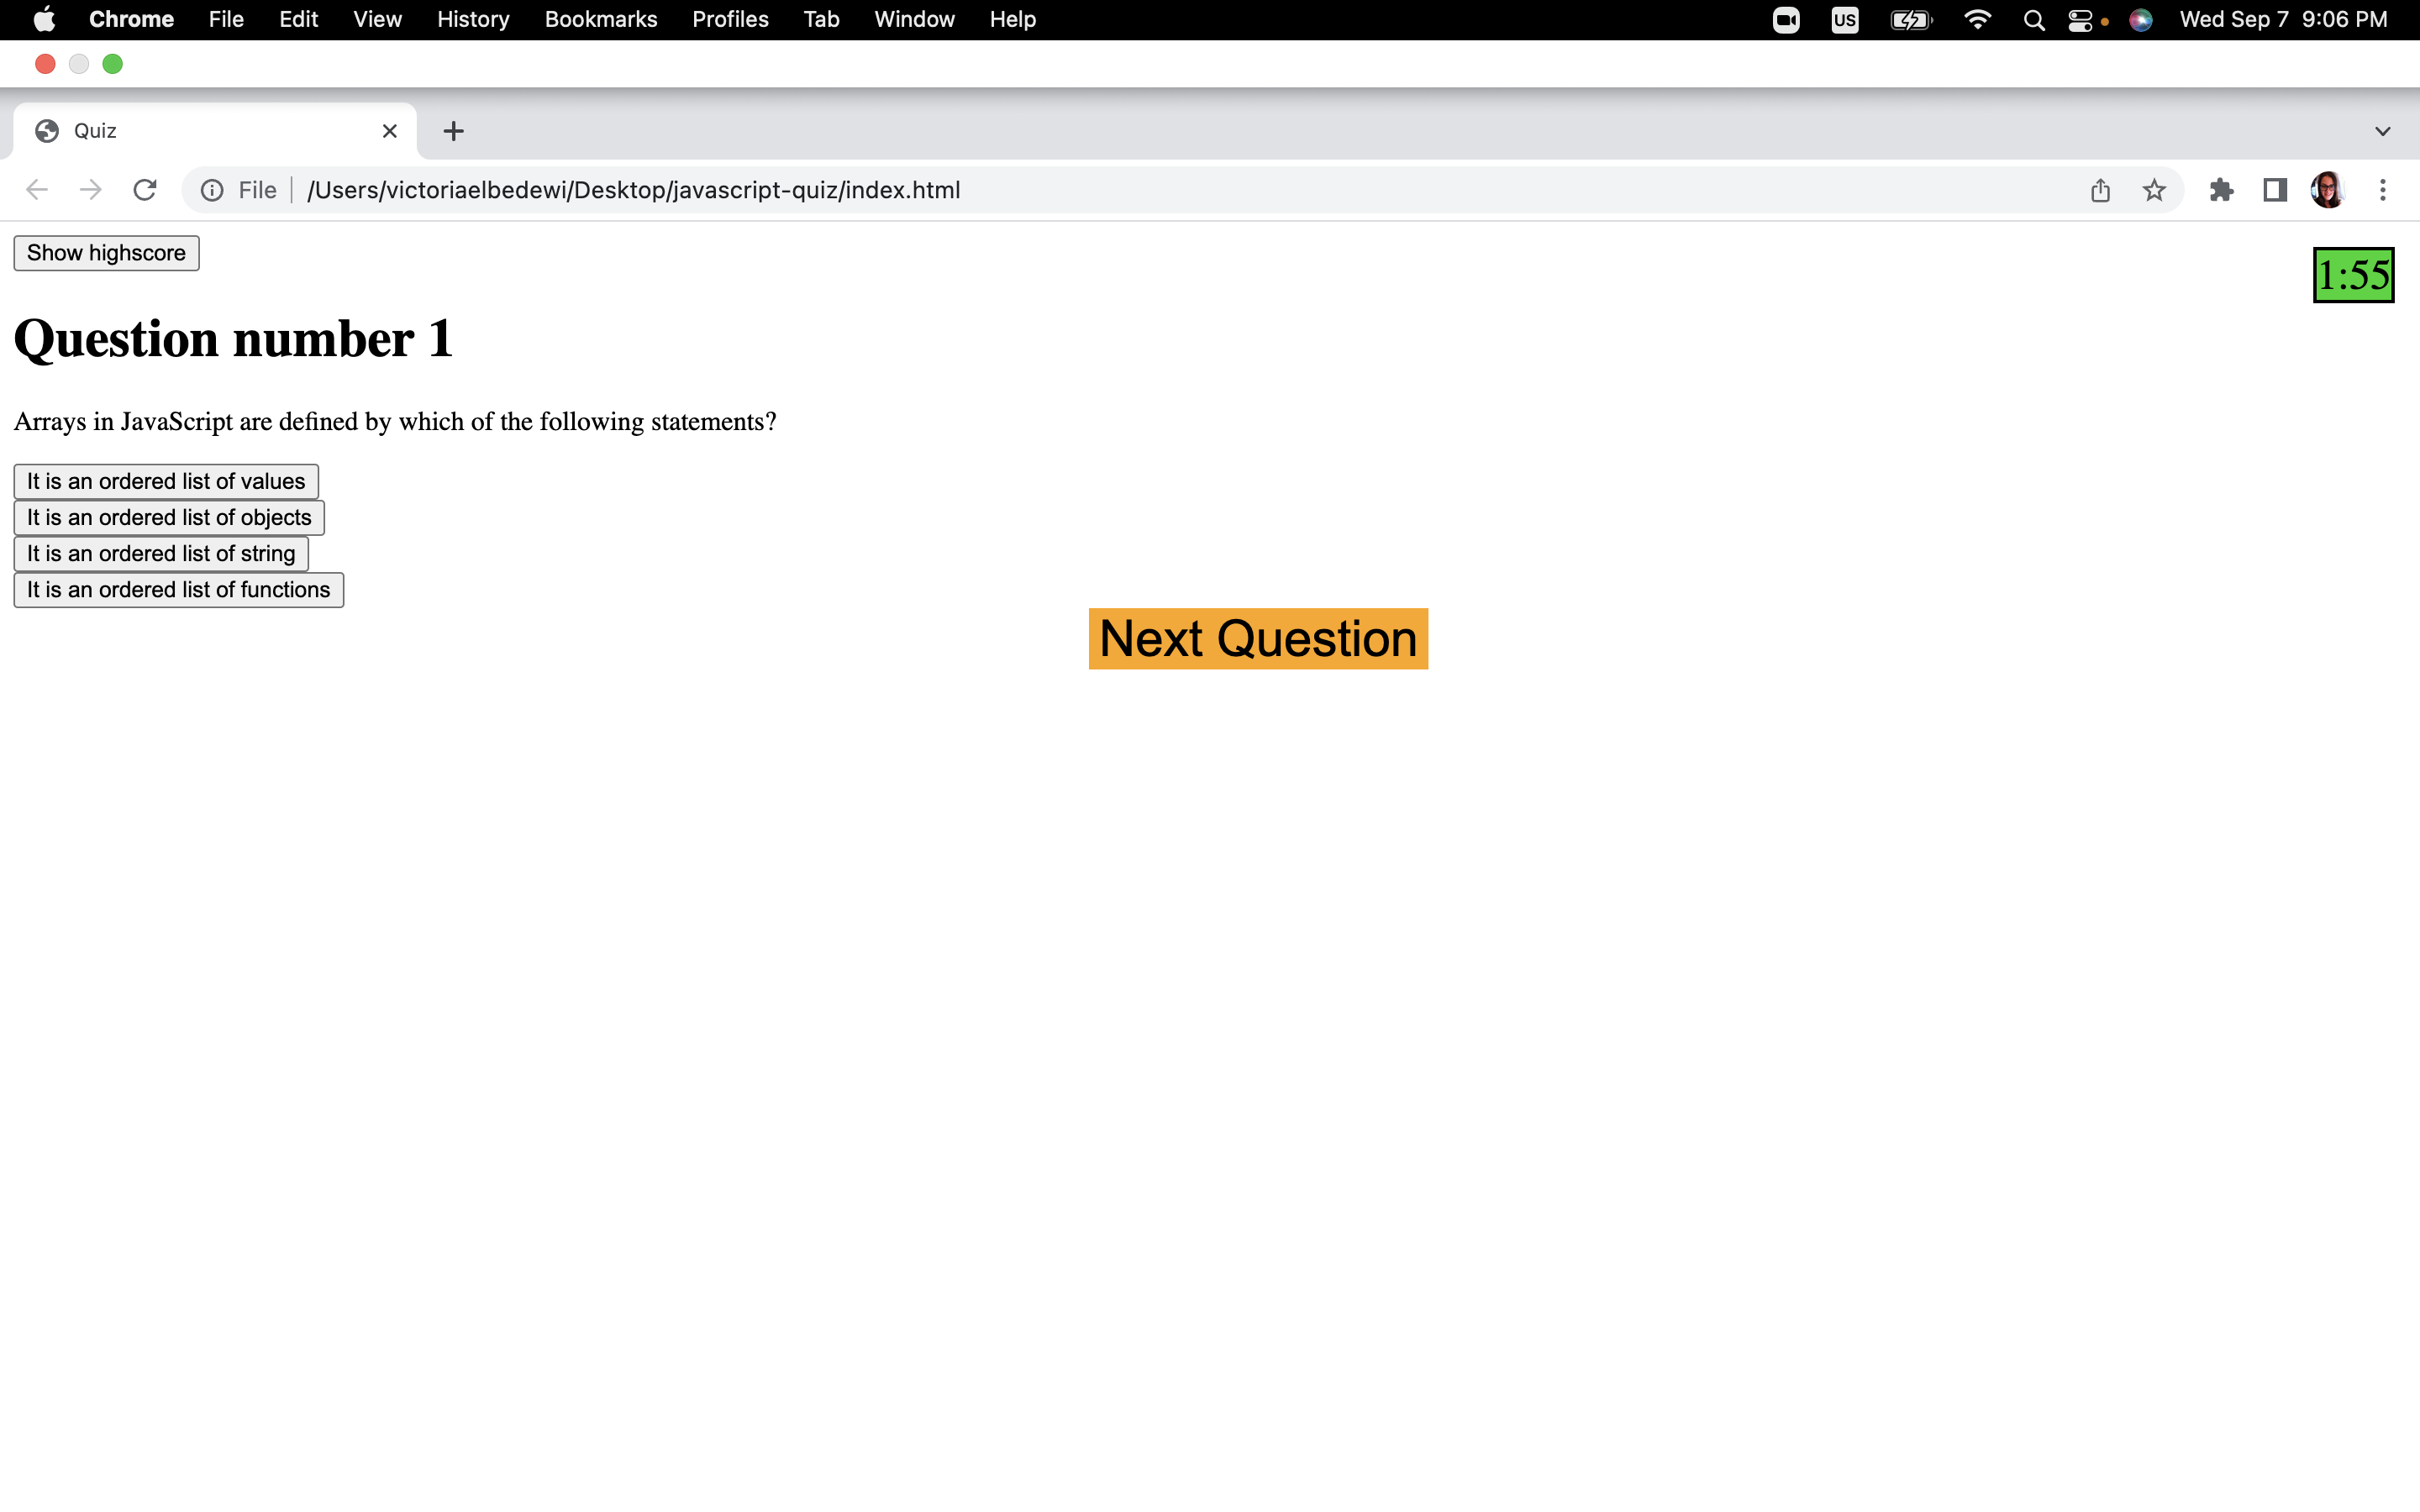 Chrome File Edit View History Bookmarks Profiles Tab Window Help US Wed Sep 7 9:06 PM
Quiz
File /Users/victoriaelbedewi/Desktop/javascript-quiz/index.html
Show highscore
1:55
Question number 1
Arrays in JavaScript are defined by which of the following statements?
It is an ordered list of values
It is an ordered list of objects
It is an ordered list of string
It is an ordered list of functions
Next Question